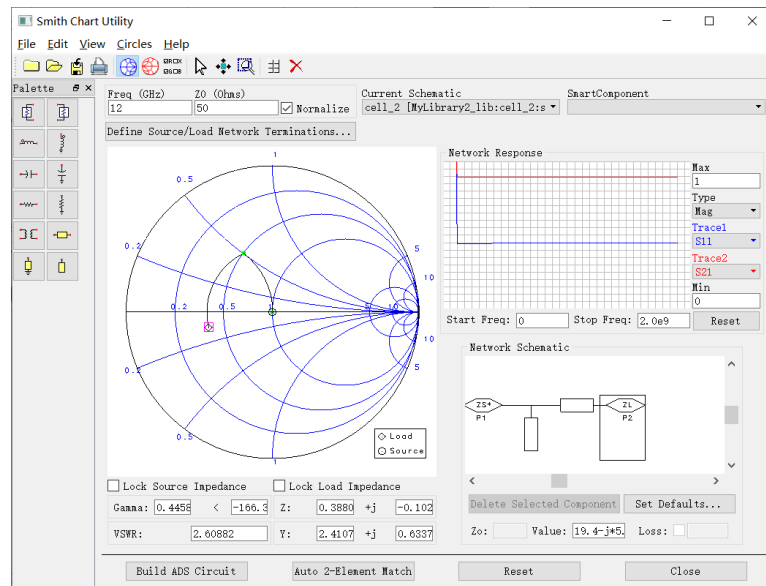 Smith Chart Utility
File Edit View Circles Help
Palette
Freq (GHz) Z0 (Ohms)
12 50 Normalize
Current Schematic SmartComponent
cell_2 [MyLibrary2_lib:cell_2:s
Define Source/Load Network Terminations...
1
0.5
0.2 5
10
0.2 0.5 1 5 10
10
0.2 5
0.5
1
Load
Source
Network Response
Max
1
Type
Mag
Trace1
S11
Trace2
S21
Min
0
Start Freq: 0 Stop Freq: 2.0e9 Reset
Network Schematic
ZS* ZL
P1 P2
Lock Source Impedance Lock Load Impedance
Gamma: 0.4458 < -166.3 Z: 0.3880 +j -0.102
VSWR: 2.60882 Y: 2.4107 +j 0.6337
Delete Selected Component Set Defaults...
Zo: Value: 19.4-j*5. Loss:
Build ADS Circuit Auto 2-Element Match Reset Close